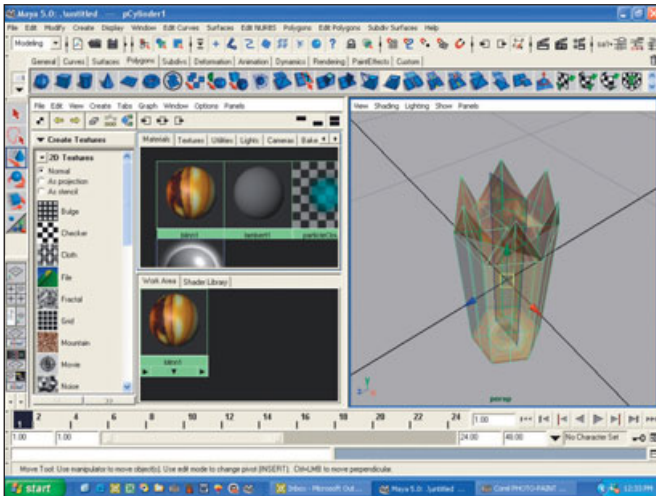 Maya 5.0: .\untitled --- pCylinder1
File Edit Modify Create Display Window Edit Curves Surfaces Edit NURBS Polygons Edit Polygons Subdiv Surfaces Help
Modeling
sel
General Curves Surfaces Polygons Subdivs Deformation Animation Dynamics Rendering PaintEffects Custom
File Edit View Create Tabs Graph Window Options Panels
View Shading Lighting Show Panels
Create Textures
Materials Textures Utilities Lights Cameras Bake
2D Textures
Normal
As projection
As stencil
Bulge
Checker
Cloth
File
Fractal
Grid
Mountain
Movie
Noise
blinn1 lambert1 particleClou
Work Area Shader Library
blinn1
persp
1 2 4 6 8 10 12 14 16 18 20 22 24 1.00
1.00 1.00 24.00 48.00 No Character Set
Move Tool: Use manipulator to move object(s). Use edit mode to change pivot (INSERT). Ctrl+LMB to move perpendicular.
start Inbox - Microsoft Out... Maya 5.0: .\untitled ... Corel PHOTO-PAINT ... 12:33 PM